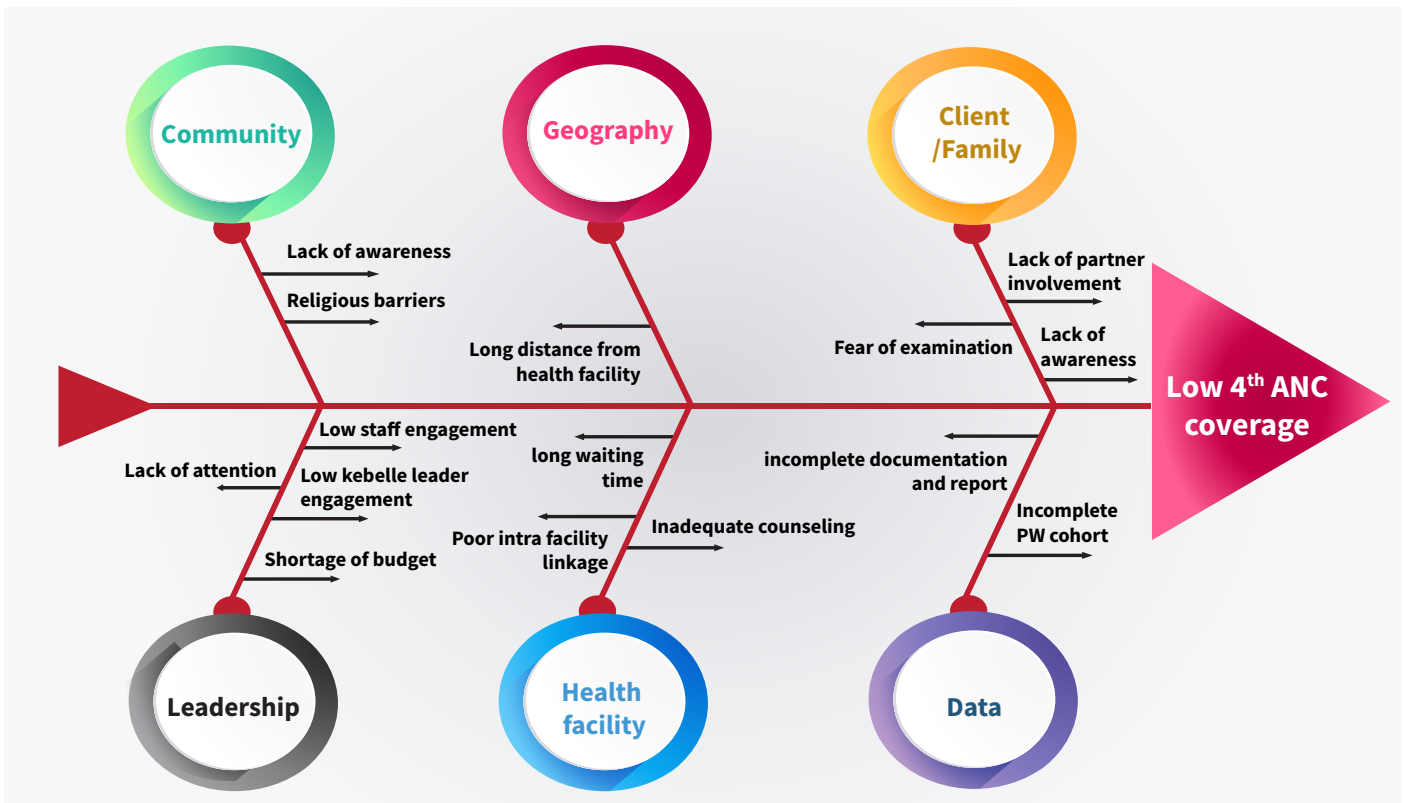 Community
Geography
Client
/Family
Lack of awareness
Religious barriers
Long distance from
health facility
Lack of partner
involvement
Fear of examination
Lack of
awareness
Low 4th ANC
coverage
Low staff engagement
Lack of attention
Low kebelle leader
engagement
Shortage of budget
long waiting
time
Poor intra facility
linkage
Inadequate counseling
incomplete documentation
and report
Incomplete
PW cohort
Leadership
Health
facility
Data